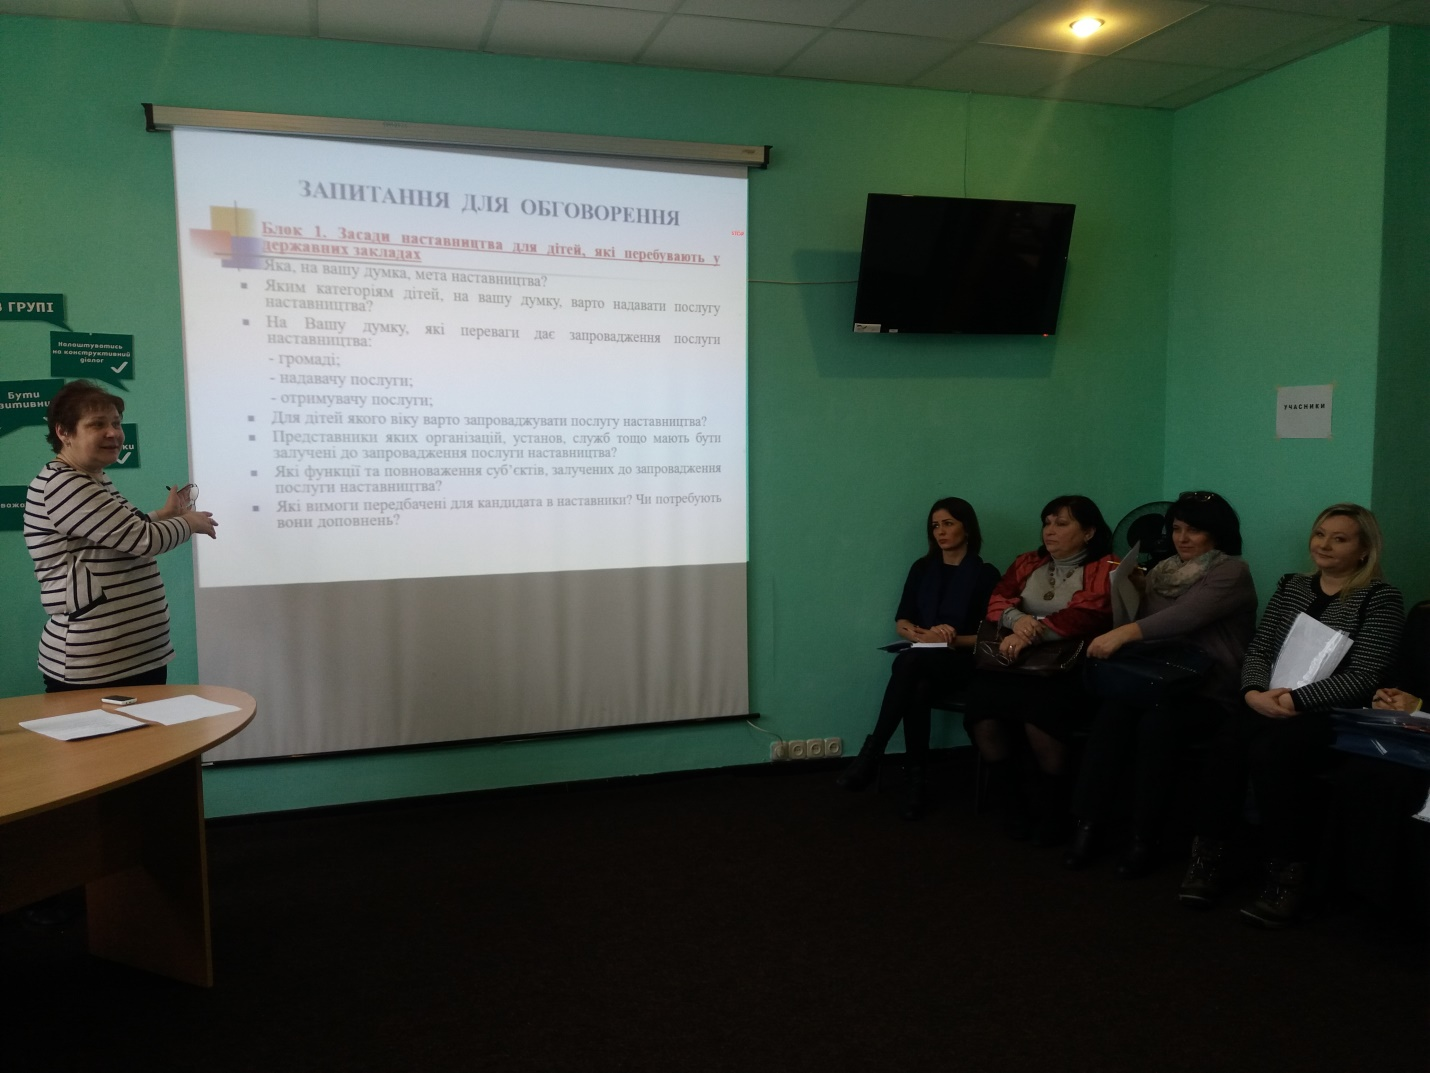 ЗАПИТАННЯ ДЛЯ ОБГОВОРЕННЯ
Блок 1. Засади наставництва для дітей, які перебувають у
державних закладах
Яка, на вашу думка, мета наставництва?
Яким категоріям дітей, на вашу думку, варто надавати послугу
наставництва?
На Вашу думку, які переваги дає запровадження послуги
наставництва:
- громаді;
- надавачу послуги;
- отримувачу послуги;
Для дітей якого віку варто запроваджувати послугу наставництва?
Представники яких організацій, установ, служб тощо мають бути
залучені до запровадження послуги наставництва?
Які функції та повноваження суб’єктів, залучених до запровадження
послуги наставництва?
Які вимоги передбачені для кандидата в наставники? Чи потребують
вони доповнень?
В ГРУПІ
Налаштуватись
на конструктивний
діалог
Бути
УЧАСНИКИ